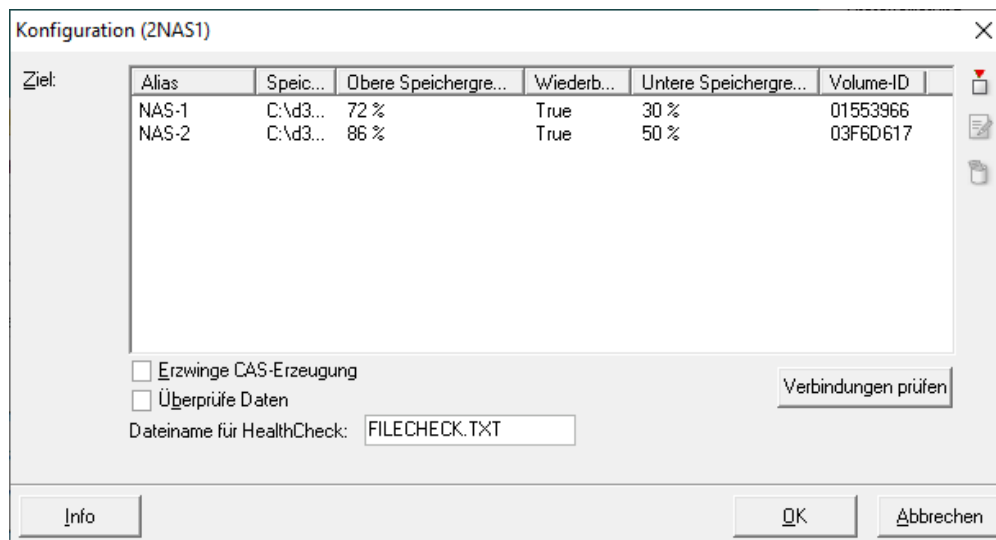 Konfiguration (2NAS1)
Ziel:
Alias Speic... Obere Speichergre... Wiederb... Untere Speichergre... Volume-ID
NAS-1 C:\d3... 72 % True 30 % 01553966
NAS-2 C:\d3... 86 % True 50 % 03F6D617
Erzwinge CAS-Erzeugung
Überprüfe Daten
Verbindungen prüfen
Dateiname für HealthCheck: FILECHECK.TXT
Info OK Abbrechen